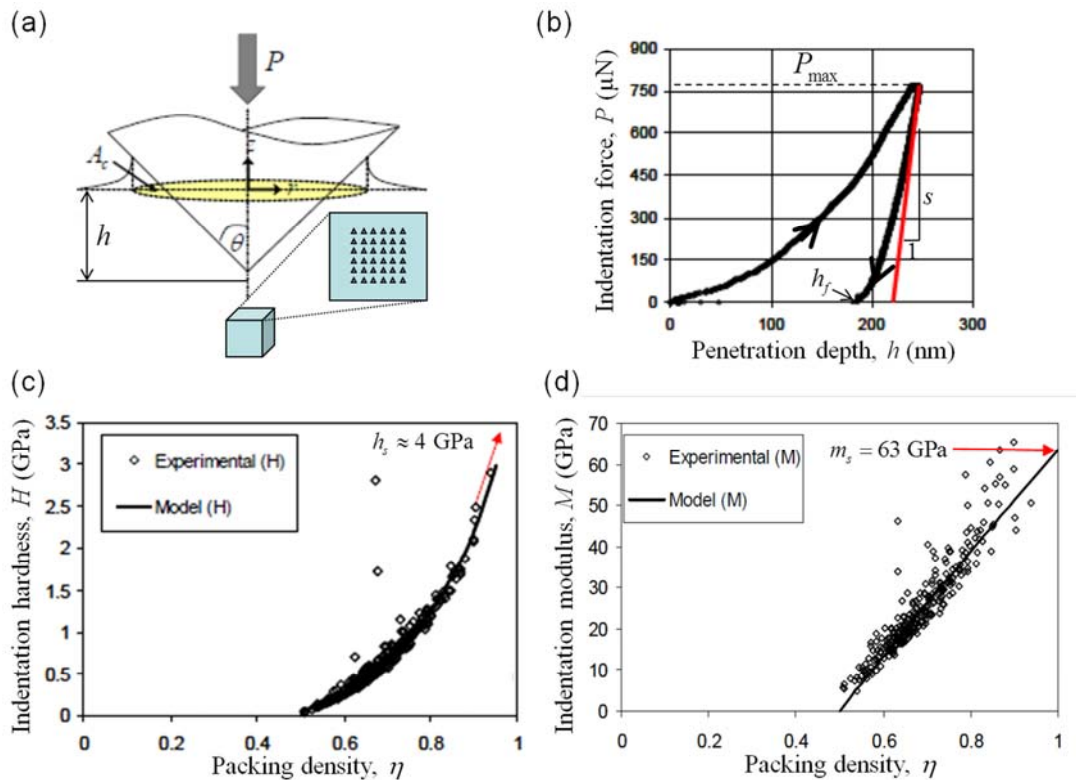 (a)
P
z
A_c
r
h
θ
(b)
Indentation force, P (μN)
900
750
600
450
300
150
0
P_max
s
1
h_f
0 100 200 300
Penetration depth, h (nm)
(c)
Indentation hardness, H (GPa)
3.5
3
2.5
2
1.5
1
0.5
0
Experimental (H)
Model (H)
h_s ≈ 4 GPa
0 0.2 0.4 0.6 0.8 1
Packing density, η
(d)
Indentation modulus, M (GPa)
70
60
50
40
30
20
10
0
Experimental (M)
Model (M)
m_s = 63 GPa
0 0.2 0.4 0.6 0.8 1
Packing density, η